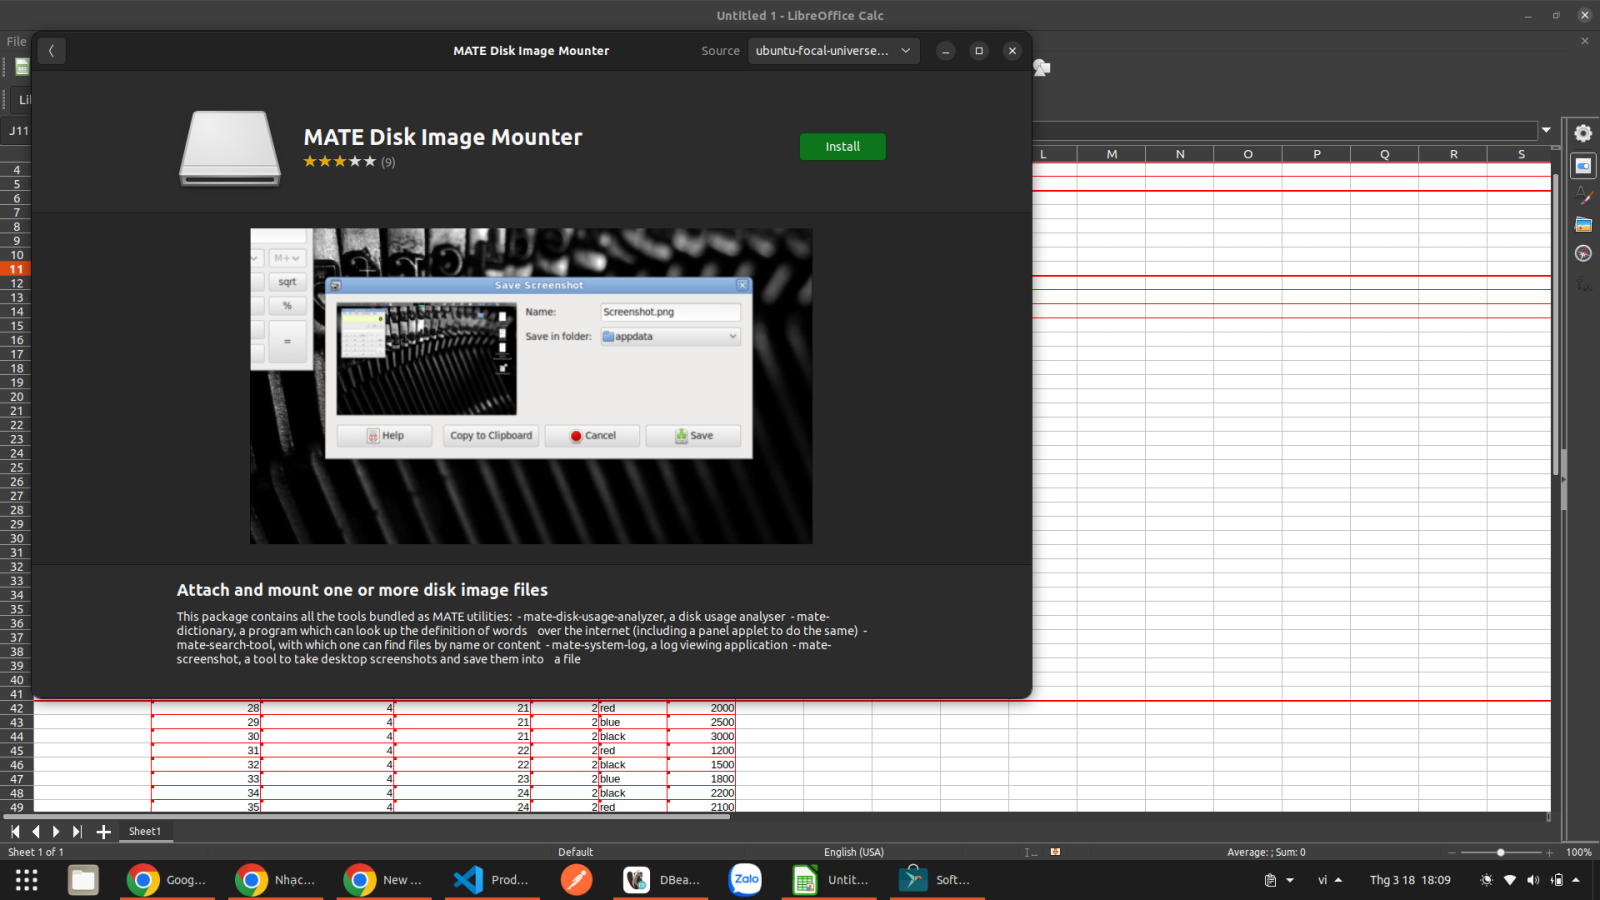 Untitled 1 - LibreOffice Calc
File
MATE Disk Image Mounter
Source
ubuntu-focal-universe...
J11
MATE Disk Image Mounter
(9)
Install
L M N O P Q R S
4
5
6
7
8
9
10
11
12
13
14
15
16
17
18
19
20
21
22
23
24
25
26
27
28
29
30
31
32
33
34
35
36
37
38
39
40
41
M+
sqrt
%
=
Save Screenshot
Name: Screenshot.png
Save in folder: appdata
Help Copy to Clipboard Cancel Save
Attach and mount one or more disk image files
This package contains all the tools bundled as MATE utilities: - mate-disk-usage-analyzer, a disk usage analyser - mate-
dictionary, a program which can look up the definition of words over the internet (including a panel applet to do the same) -
mate-search-tool, with which one can find files by name or content - mate-system-log, a log viewing application - mate-
screenshot, a tool to take desktop screenshots and save them into a file
42 28 4 21 2 red 2000
43 29 4 21 2 blue 2500
44 30 4 21 2 black 3000
45 31 4 22 2 red 1200
46 32 4 22 2 black 1500
47 33 4 23 2 blue 1800
48 34 4 24 2 black 2200
49 35 4 24 2 red 2100
Sheet1
Sheet 1 of 1 Default English (USA) Average: ; Sum: 0 100%
Goog... Nhạc... New ... Prod... DBea... Zalo Untit... Soft... vi Thg 3 18 18:09